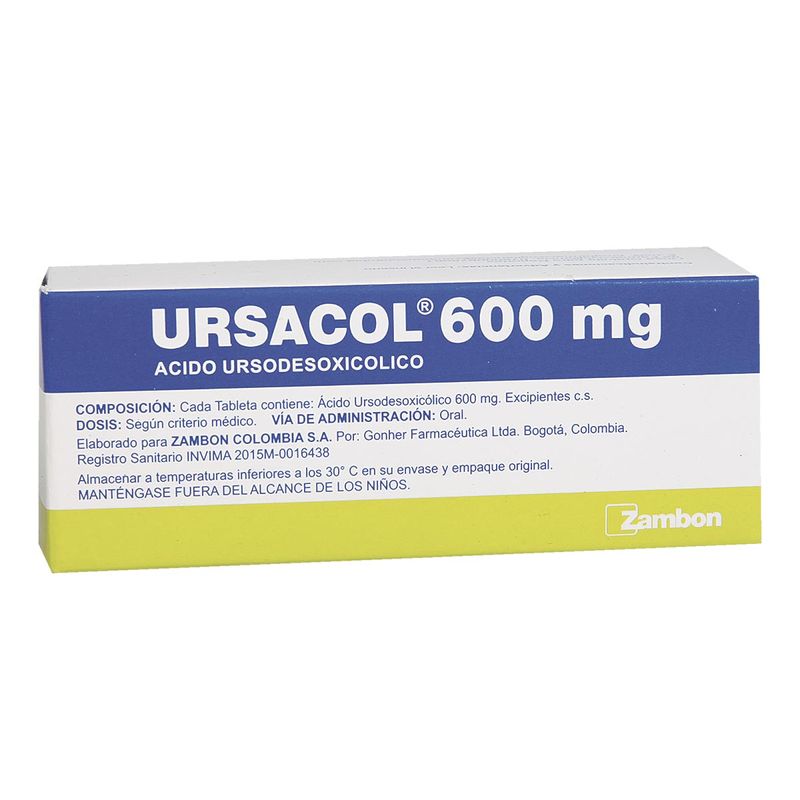 URSACOL® 600 mg
ACIDO URSODESOXICOLICO
COMPOSICIÓN: Cada Tableta contiene: Ácido Ursodesoxicólico 600 mg. Excipientes c.s.
DOSIS: Según criterio médico. VÍA DE ADMINISTRACIÓN: Oral.
Elaborado para ZAMBON COLOMBIA S.A. Por: Gonher Farmacéutica Ltda. Bogotá, Colombia.
Registro Sanitario INVIMA 2015M-0016438
Almacenar a temperaturas inferiores a los 30° C en su envase y empaque original.
MANTÉNGASE FUERA DEL ALCANCE DE LOS NIÑOS.
Zambon